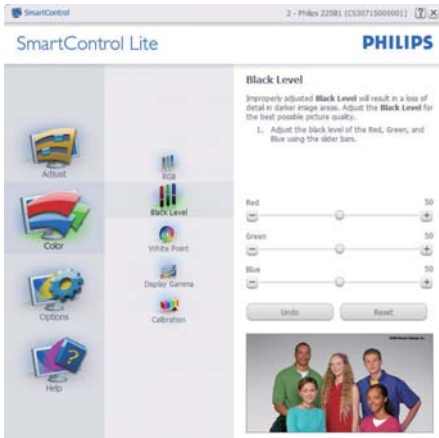 SmartControl
2 - Philips 225B1 (CS30715000001)
SmartControl Lite
PHILIPS
Adjust
Color
Options
Help
RGB
Black Level
White Point
Display Gamma
Calibration
Black Level
Improperly adjusted Black Level will result in a loss of
detail in darker image areas. Adjust the Black Level for
the best possible picture quality.
1. Adjust the black level of the Red, Green, and
Blue using the slider bars.
Red 50
Green 50
Blue 50
Undo Reset